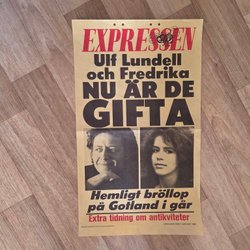 EXPRESSEN
Ulf Lundell
och Fredrika
NU ÄR DE
GIFTA
Hemligt bröllop
på Gotland i går
Extra tidning om antikviteter